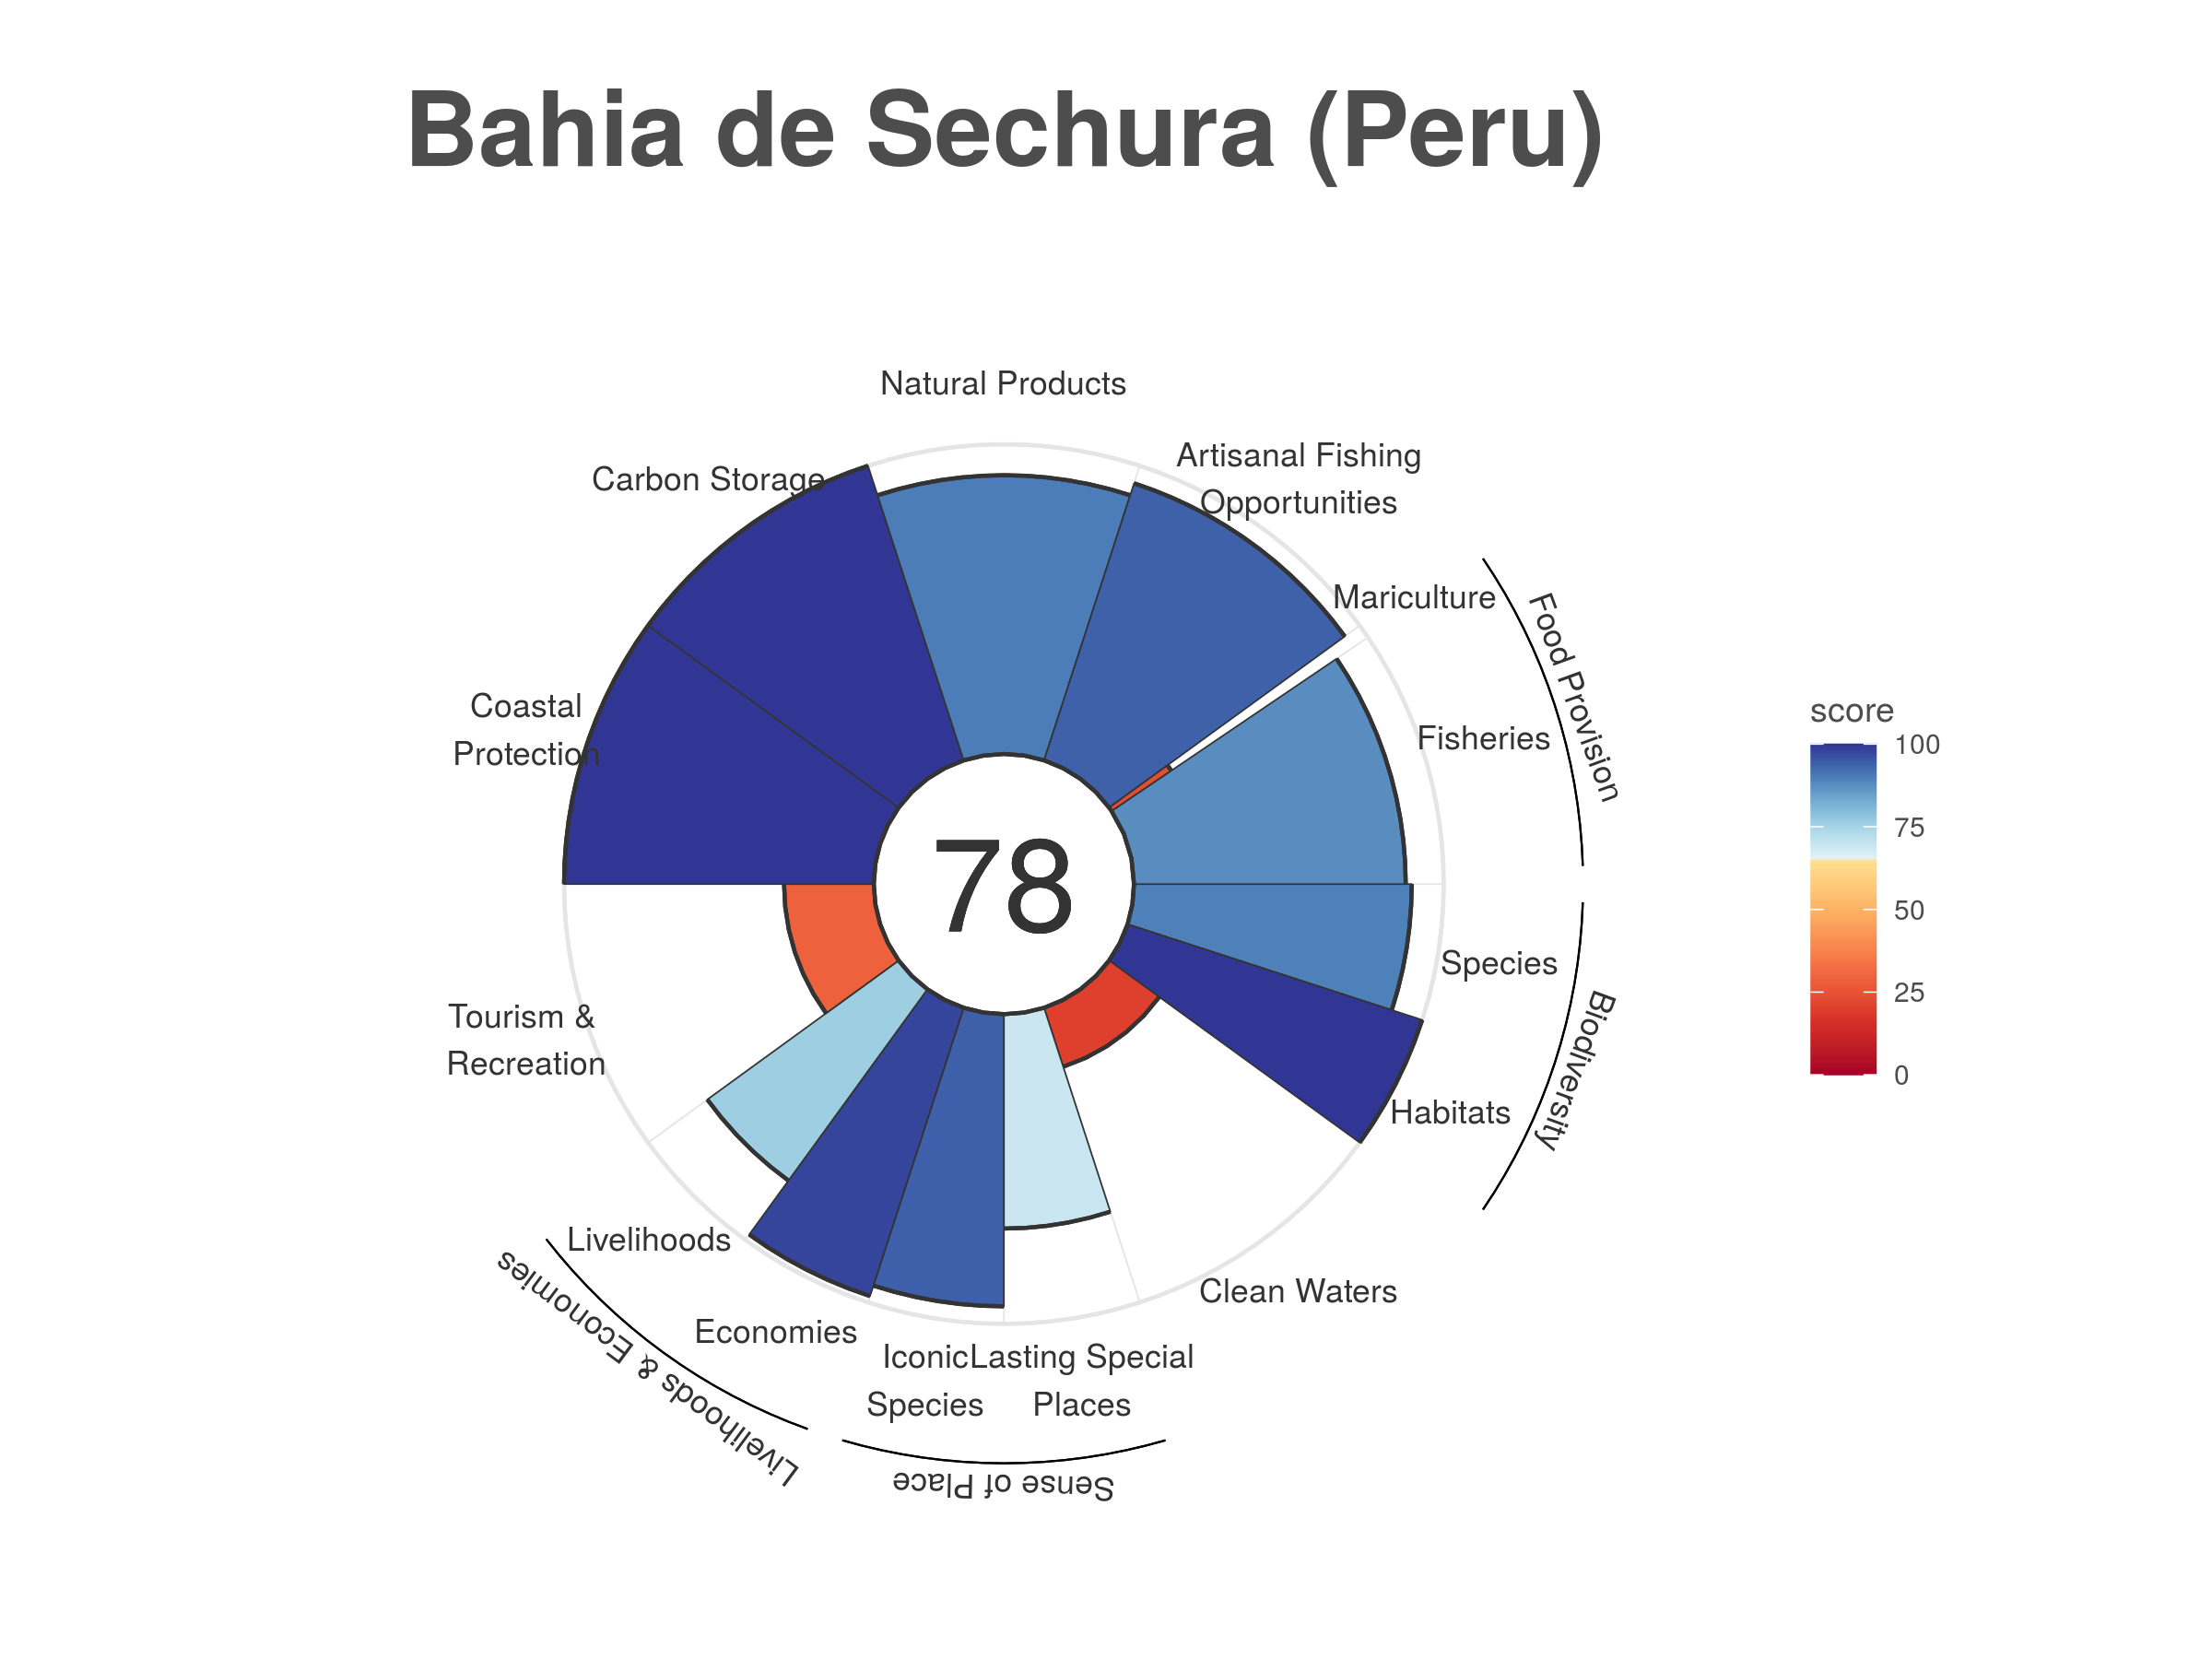 Bahia de Sechura (Peru)
Natural Products
Artisanal Fishing
Opportunities
Carbon Storage
Mariculture
Food Provision
Fisheries
Coastal
Protection
78
score
100
75
50
25
0
Species
Biodiversity
Habitats
Tourism &
Recreation
Livelihoods
Livelihoods & Economies
Economies
Clean Waters
Iconic
Species
Lasting Special
Places
Sense of Place